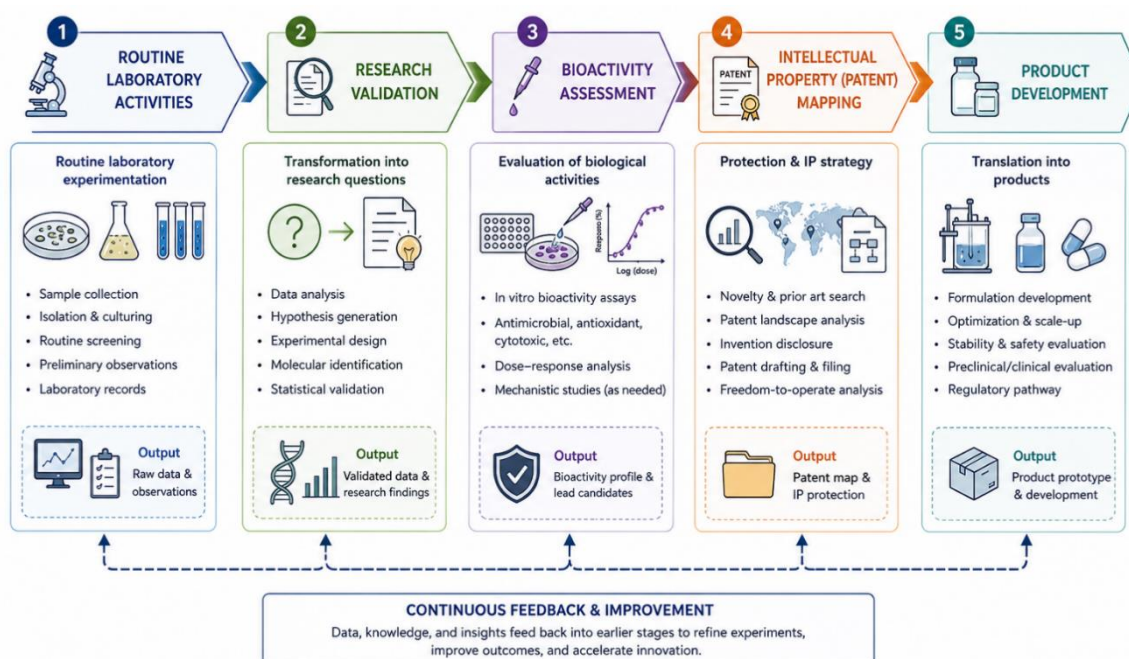 1
ROUTINE
LABORATORY
ACTIVITIES
2
RESEARCH
VALIDATION
3
BIOACTIVITY
ASSESSMENT
4
PATENT
INTELLECTUAL
PROPERTY (PATENT)
MAPPING
5
PRODUCT
DEVELOPMENT
Routine laboratory
experimentation
• Sample collection
• Isolation & culturing
• Routine screening
• Preliminary observations
• Laboratory records
Output
Raw data &
observations
Transformation into
research questions
?
• Data analysis
• Hypothesis generation
• Experimental design
• Molecular identification
• Statistical validation
Output
Validated data &
research findings
Evaluation of biological
activities
Response (%)
Log (dose)
• In vitro bioactivity assays
• Antimicrobial, antioxidant,
cytotoxic, etc.
• Dose–response analysis
• Mechanistic studies (as needed)
Output
Bioactivity profile &
lead candidates
Protection & IP strategy
• Novelty & prior art search
• Patent landscape analysis
• Invention disclosure
• Patent drafting & filing
• Freedom-to-operate analysis
Output
Patent map &
IP protection
Translation into
products
• Formulation development
• Optimization & scale-up
• Stability & safety evaluation
• Preclinical/clinical evaluation
• Regulatory pathway
Output
Product prototype
& development
CONTINUOUS FEEDBACK & IMPROVEMENT
Data, knowledge, and insights feed back into earlier stages to refine experiments,
improve outcomes, and accelerate innovation.